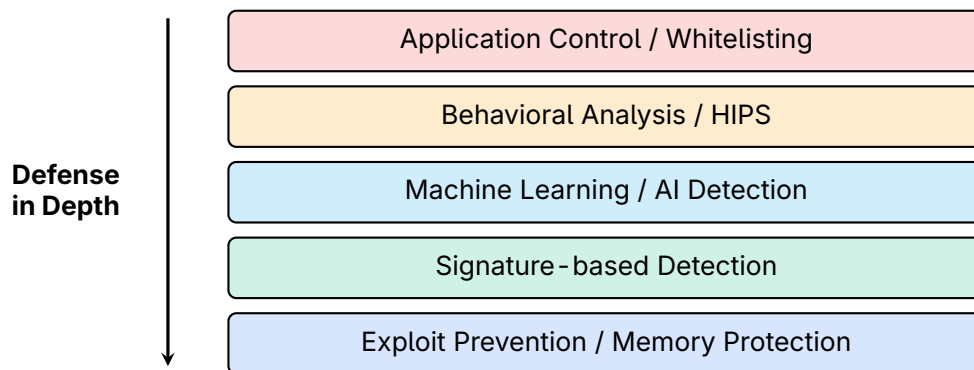 Application Control / Whitelisting
Behavioral Analysis / HIPS
Defense
in Depth
Machine Learning / AI Detection
Signature-based Detection
Exploit Prevention / Memory Protection